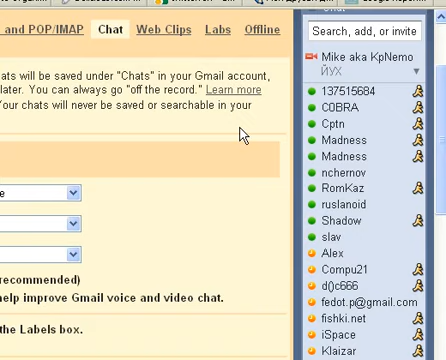 and POP/IMAP Chat Web Clips Labs Offline
ats will be saved under "Chats" in your Gmail account,
later. You can always go "off the record." Learn more
Your chats will never be saved or searchable in your
e
recommended)
help improve Gmail voice and video chat.
the Labels box.
Chat
Search, add, or invite
Mike aka KpNemo
ЙУХ
137515684
COBRA
Cptn
Madness
Madness
nchernov
RomKaz
ruslanoid
Shadow
slav
Alex
Compu21
d()c666
fedot.p@gmail.com
fishki.net
iSpace
Klaizar